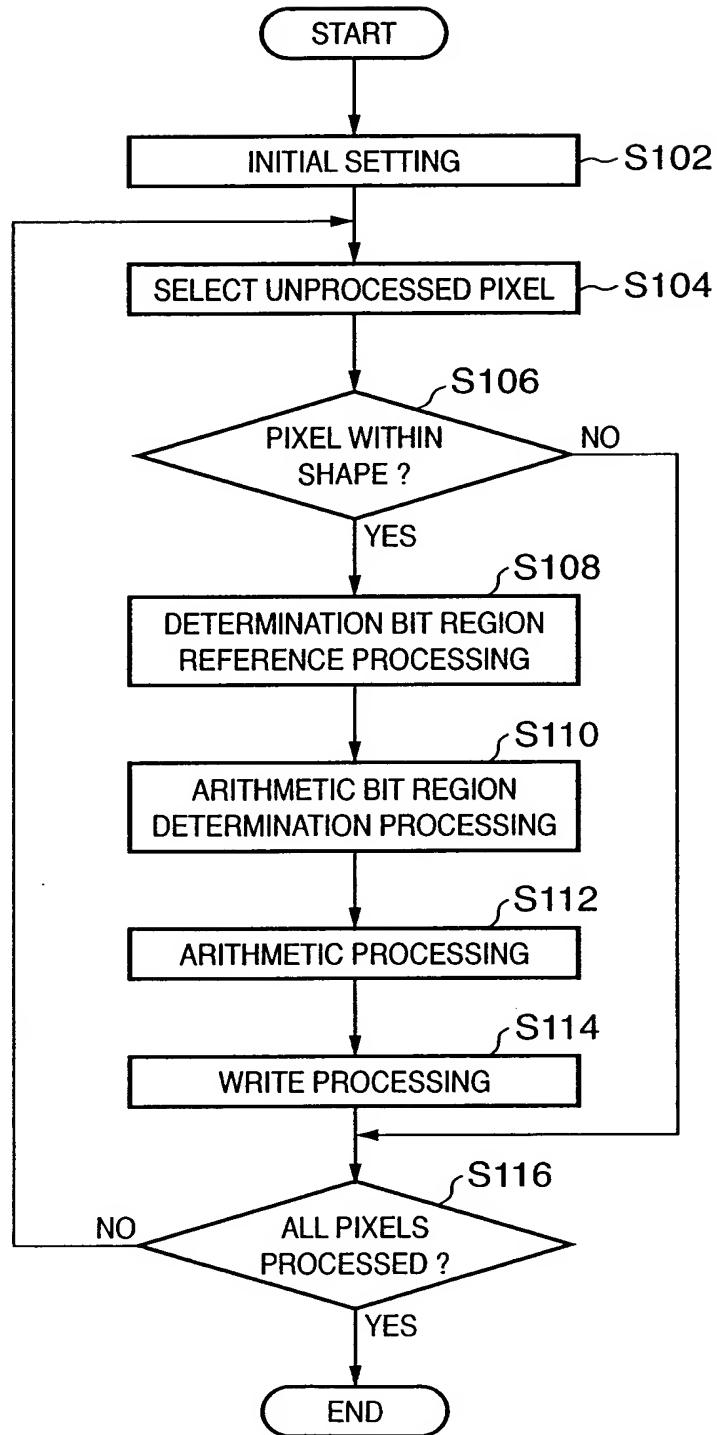 START
INITIAL SETTING
S102
SELECT UNPROCESSED PIXEL
S104
S106
PIXEL WITHIN
SHAPE ?
NO
YES
S108
DETERMINATION BIT REGION
REFERENCE PROCESSING
S110
ARITHMETIC BIT REGION
DETERMINATION PROCESSING
S112
ARITHMETIC PROCESSING
S114
WRITE PROCESSING
S116
NO
ALL PIXELS
PROCESSED ?
YES
END